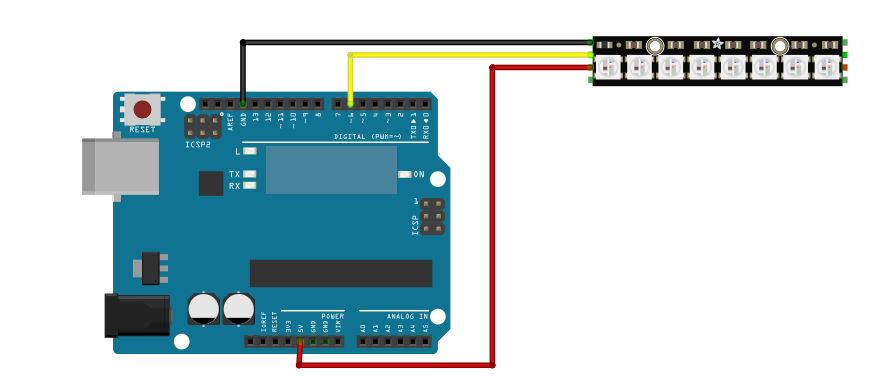 RESET
ICSP2
AREF
GND
13
12
~11
~10
~9
8
7
~6
~5
4
~3
2
TX0▶1
RX0◀0
DIGITAL (PWM=~)
L
TX
RX
ON
1
ICSP
POWER
ANALOG IN
IOREF
RESET
3V3
5V
GND
GND
VIN
A0
A1
A2
A3
A4
A5